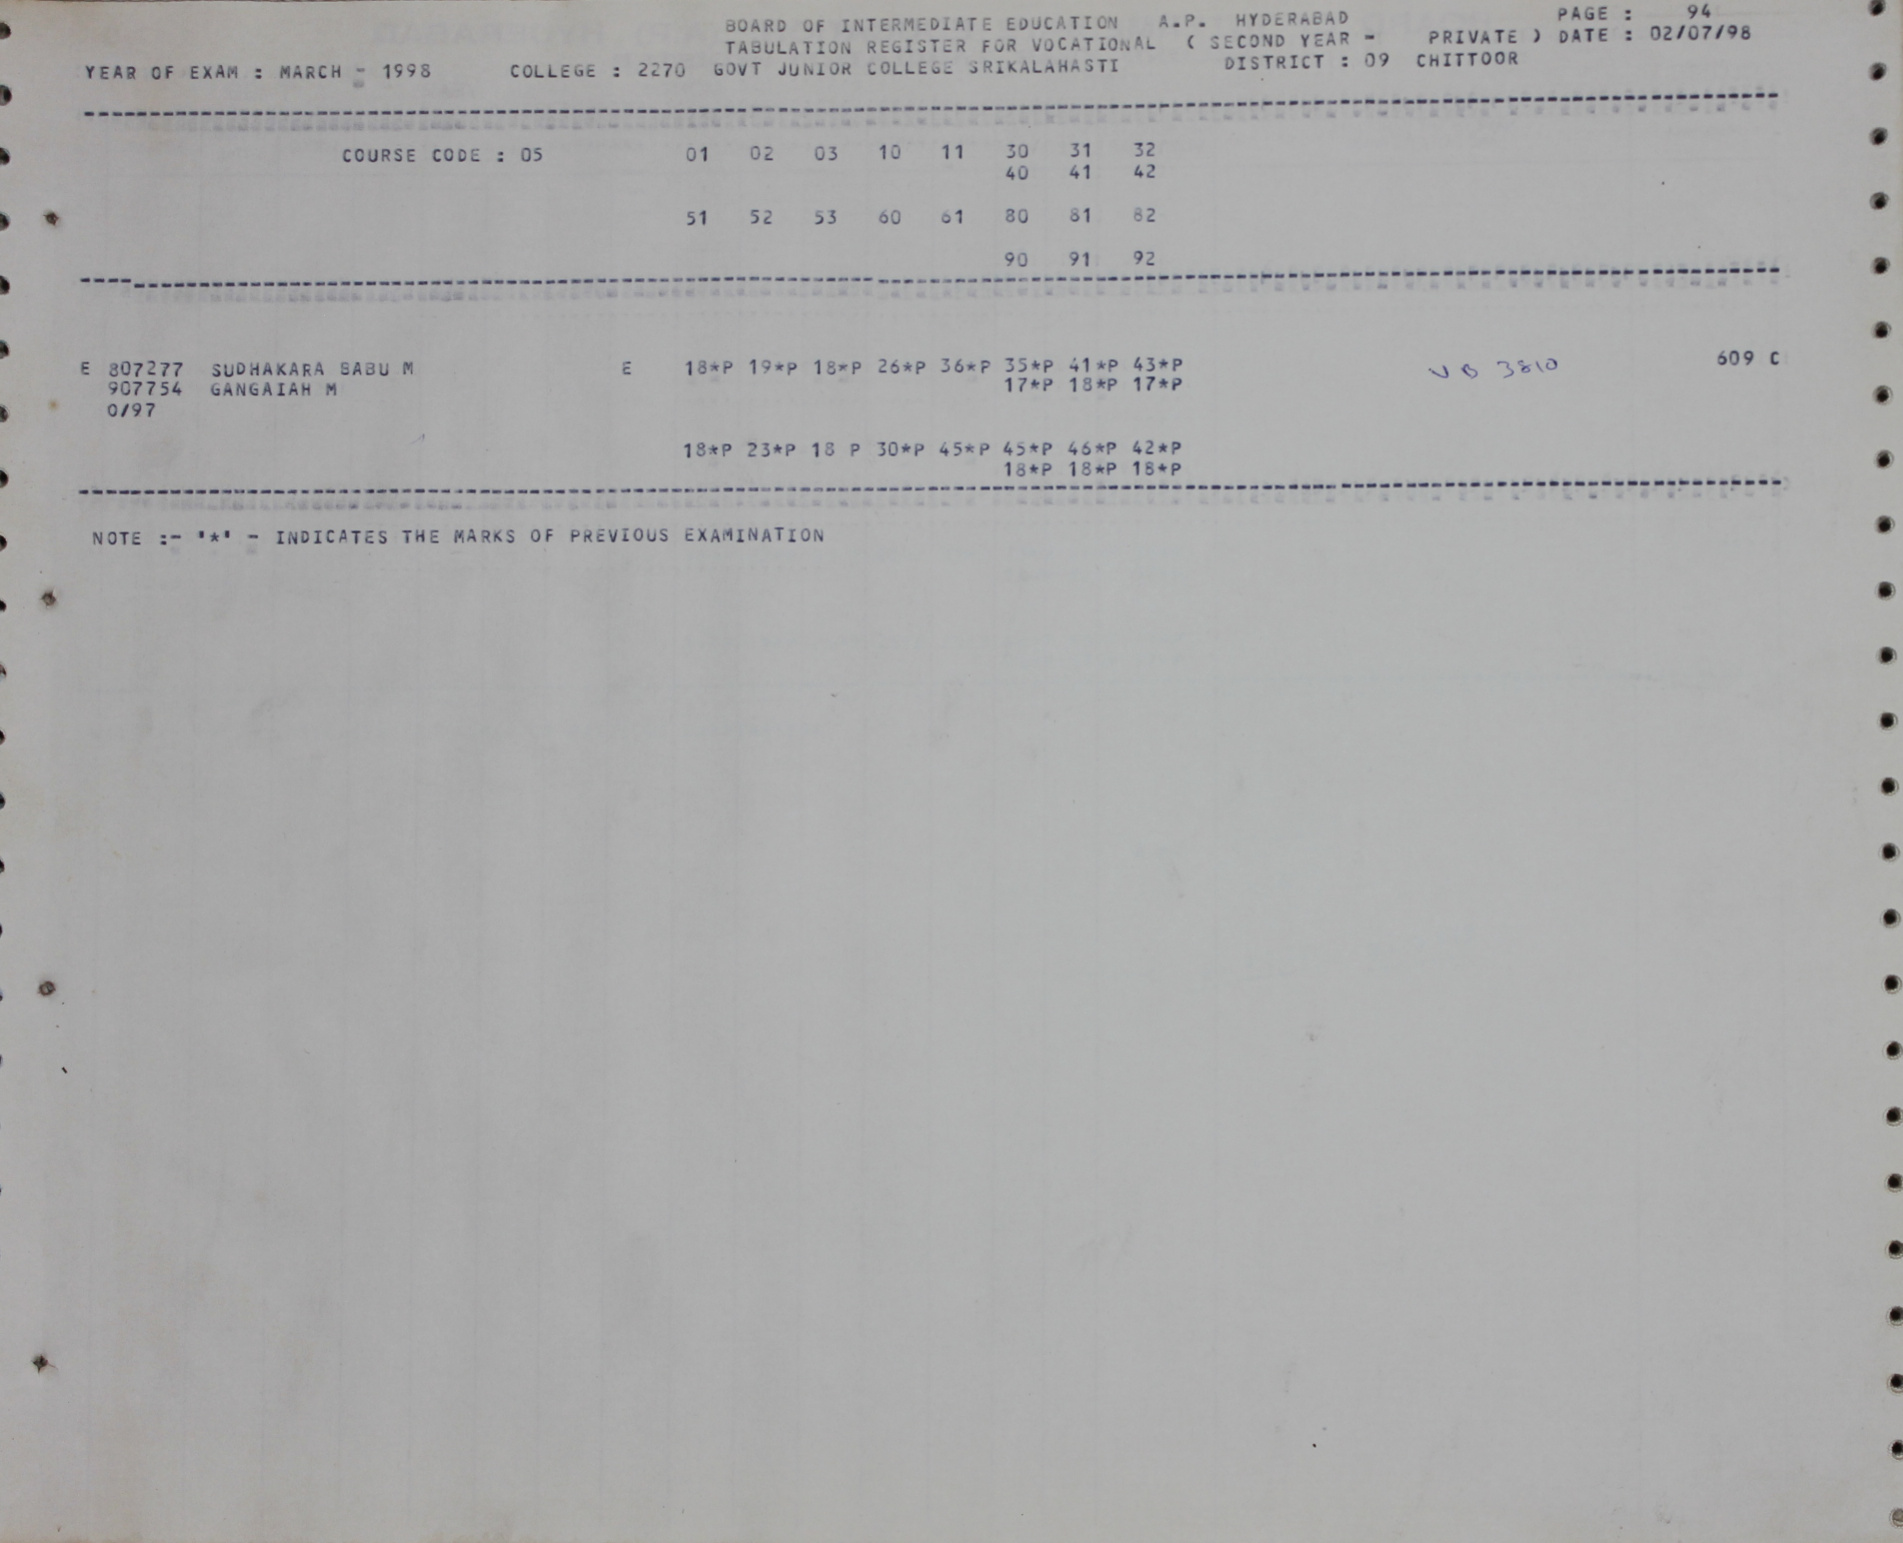 BOARD OF INTERMEDIATE EDUCATION A.P. HYDERABAD PAGE : 94
TABULATION REGISTER FOR VOCATIONAL ( SECOND YEAR - PRIVATE ) DATE : 02/07/98
YEAR OF EXAM : MARCH - 1998 COLLEGE : 2270 GOVT JUNIOR COLLEGE SRIKALAHASTI DISTRICT : 09 CHITTOOR
COURSE CODE : 05 01 02 03 10 11 30 31 32
40 41 42
51 52 53 60 61 80 81 82
90 91 92
E 807277 SUDHAKARA BABU M E 18*P 19*P 18*P 26*P 36*P 35*P 41*P 43*P VB 3810 609 C
907754 GANGAIAH M 17*P 18*P 17*P
0/97
18*P 23*P 18 P 30*P 45*P 45*P 46*P 42*P
18*P 18*P 18*P
NOTE :- '*' - INDICATES THE MARKS OF PREVIOUS EXAMINATION